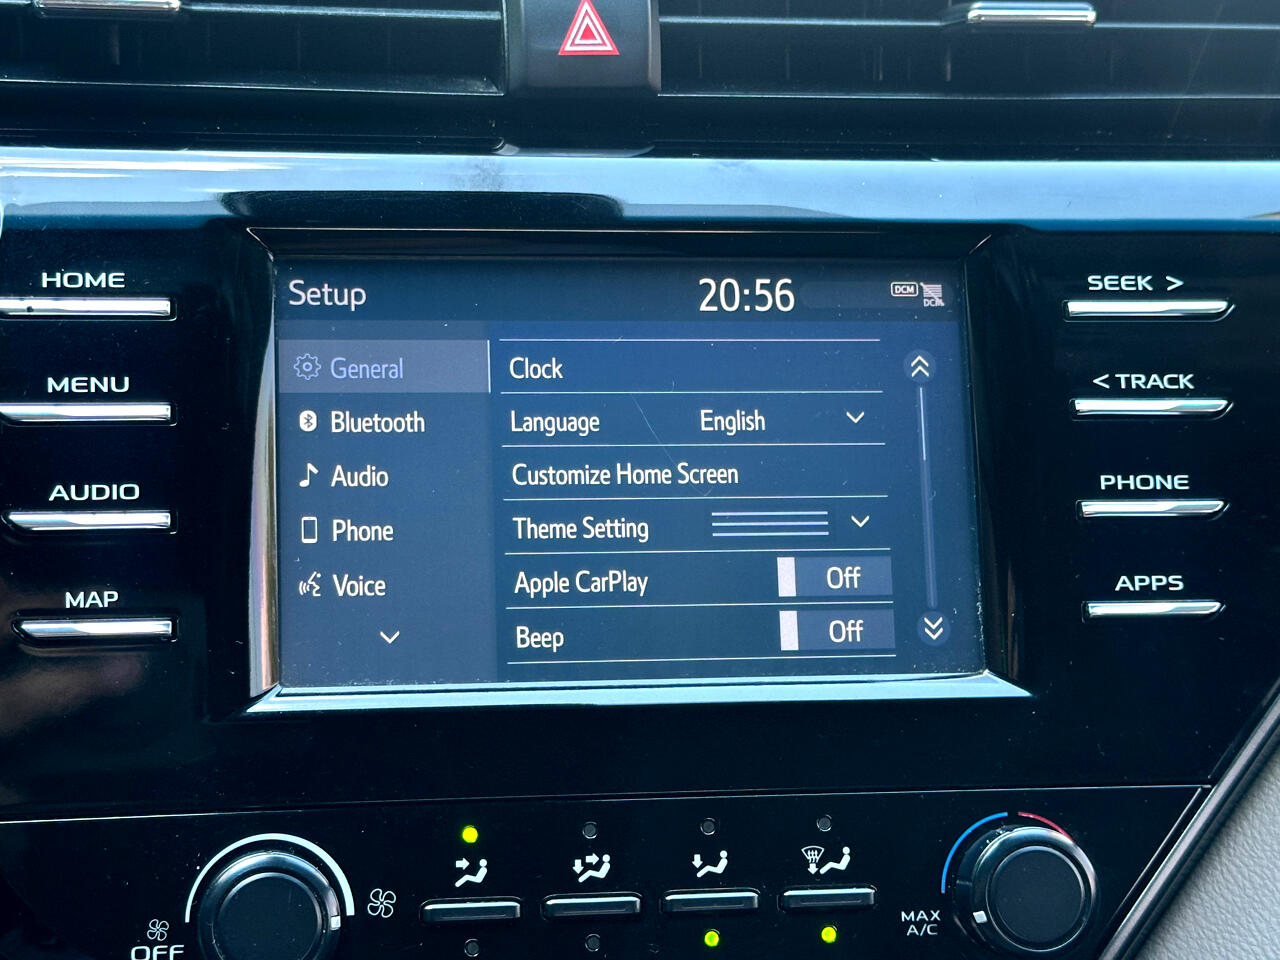 HOME
MENU
AUDIO
MAP
Setup 20:56 DCM
DCM
General
Bluetooth
Audio
Phone
Voice
Clock
Language English
Customize Home Screen
Theme Setting
Apple CarPlay Off
Beep Off
SEEK >
< TRACK
PHONE
APPS
OFF
MAX
A/C